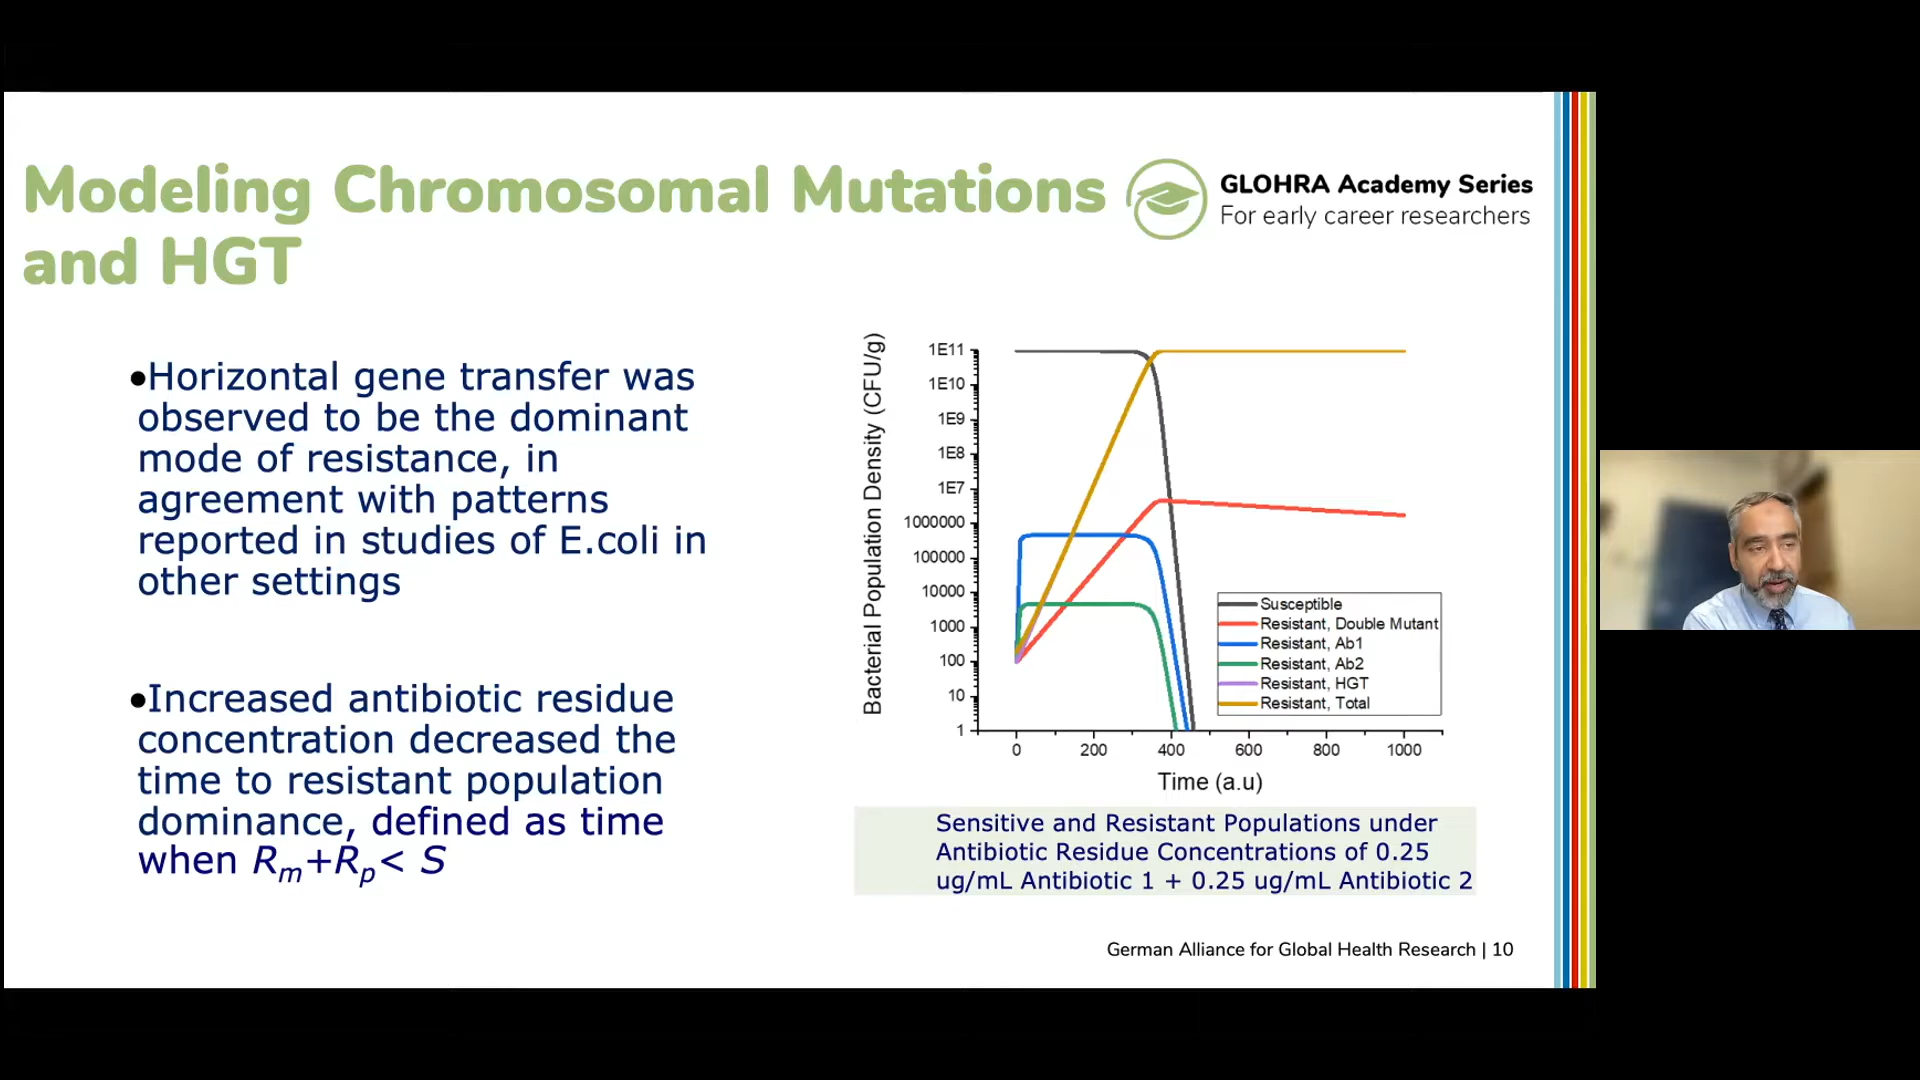 Modeling Chromosomal Mutations
and HGT
GLOHRA Academy Series
For early career researchers
•Horizontal gene transfer was
observed to be the dominant
mode of resistance, in
agreement with patterns
reported in studies of E.coli in
other settings
•Increased antibiotic residue
concentration decreased the
time to resistant population
dominance, defined as time
when Rm+Rp< S
Bacterial Population Density (CFU/g)
1E11
1E10
1E9
1E8
1E7
1000000
100000
10000
1000
100
10
1
0 200 400 600 800 1000
Time (a.u)
Susceptible
Resistant, Double Mutant
Resistant, Ab1
Resistant, Ab2
Resistant, HGT
Resistant, Total
Sensitive and Resistant Populations under
Antibiotic Residue Concentrations of 0.25
ug/mL Antibiotic 1 + 0.25 ug/mL Antibiotic 2
German Alliance for Global Health Research | 10